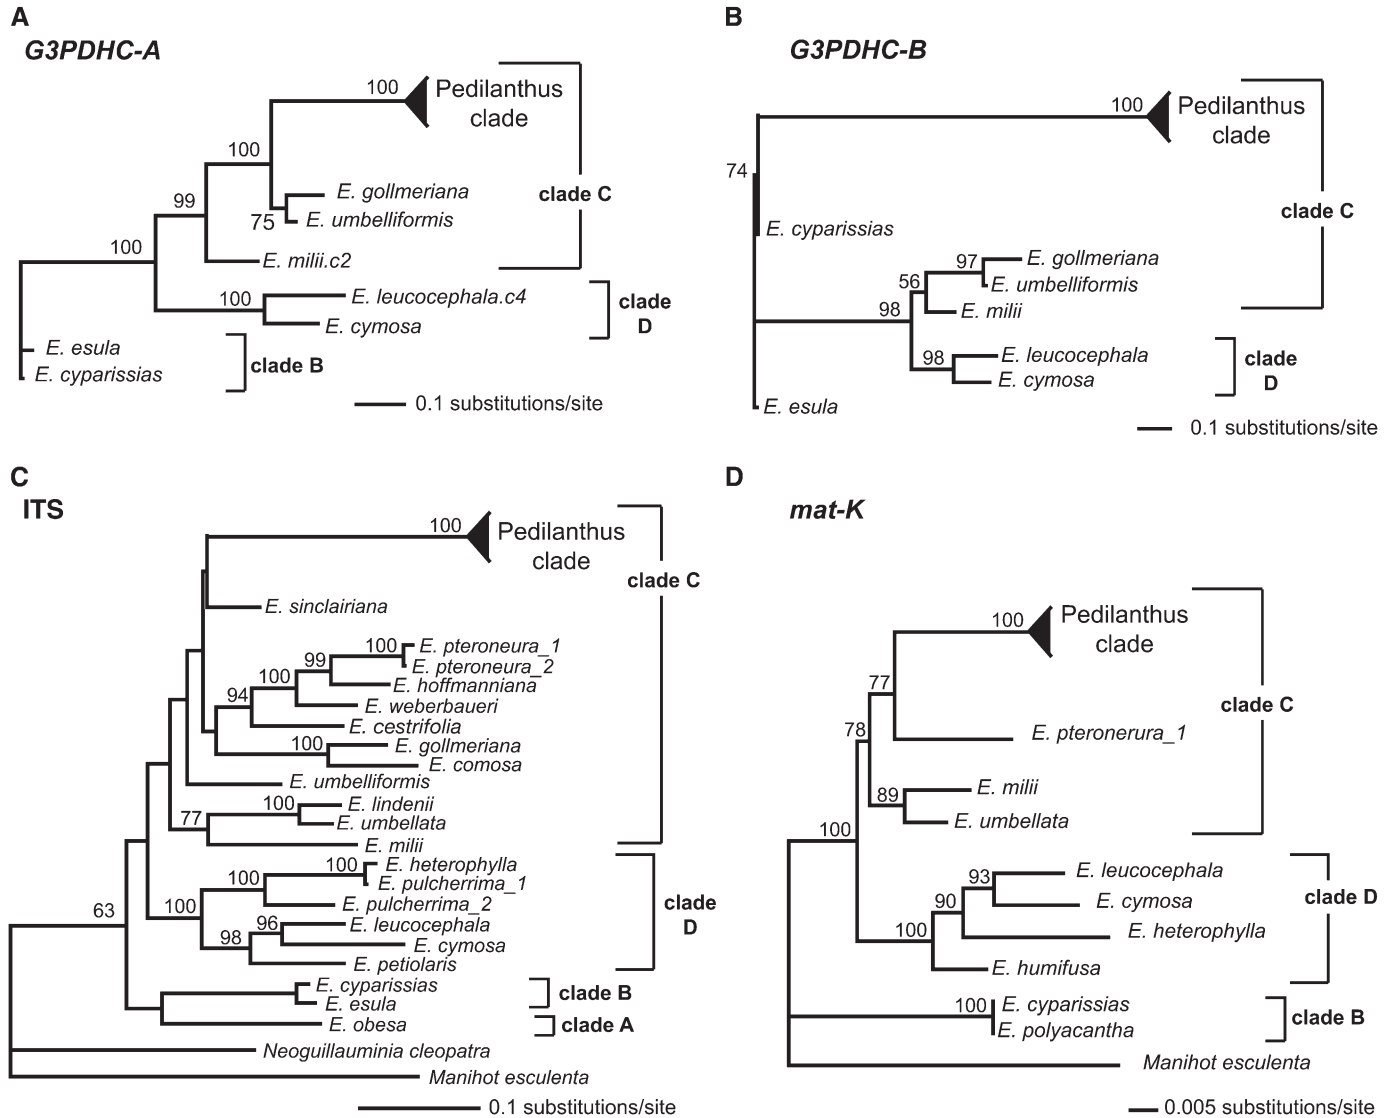 A
G3PDHC-A
100
Pedilanthus
clade
100
99
E. gollmeriana
75
E. umbelliformis
clade C
100
E. milii.c2
100
E. leucocephala.c4
E. cymosa
clade
D
E. esula
E. cyparissias
clade B
0.1 substitutions/site
B
G3PDHC-B
100
Pedilanthus
clade
74
E. cyparissias
clade C
97
E. gollmeriana
56
E. umbelliformis
98
E. milii
98
E. leucocephala
E. cymosa
clade
D
E. esula
0.1 substitutions/site
C
ITS
100
Pedilanthus
clade
clade C
E. sinclairiana
100
E. pteroneura_1
99
E. pteroneura_2
100
E. hoffmanniana
94
E. weberbaueri
E. cestrifolia
100
E. gollmeriana
E. comosa
E. umbelliformis
100
E. lindenii
77
E. umbellata
E. milii
100
E. heterophylla
100
E. pulcherrima_1
100
E. pulcherrima_2
96
E. leucocephala
98
E. cymosa
E. petiolaris
clade
D
63
E. cyparissias
E. esula
clade B
E. obesa
clade A
Neoguillauminia cleopatra
Manihot esculenta
0.1 substitutions/site
D
mat-K
100
Pedilanthus
clade
77
clade C
78
E. pteronerura_1
89
E. milii
E. umbellata
100
93
E. leucocephala
90
E. cymosa
clade D
100
E. heterophylla
E. humifusa
100
E. cyparissias
E. polyacantha
clade B
Manihot esculenta
0.005 substitutions/site